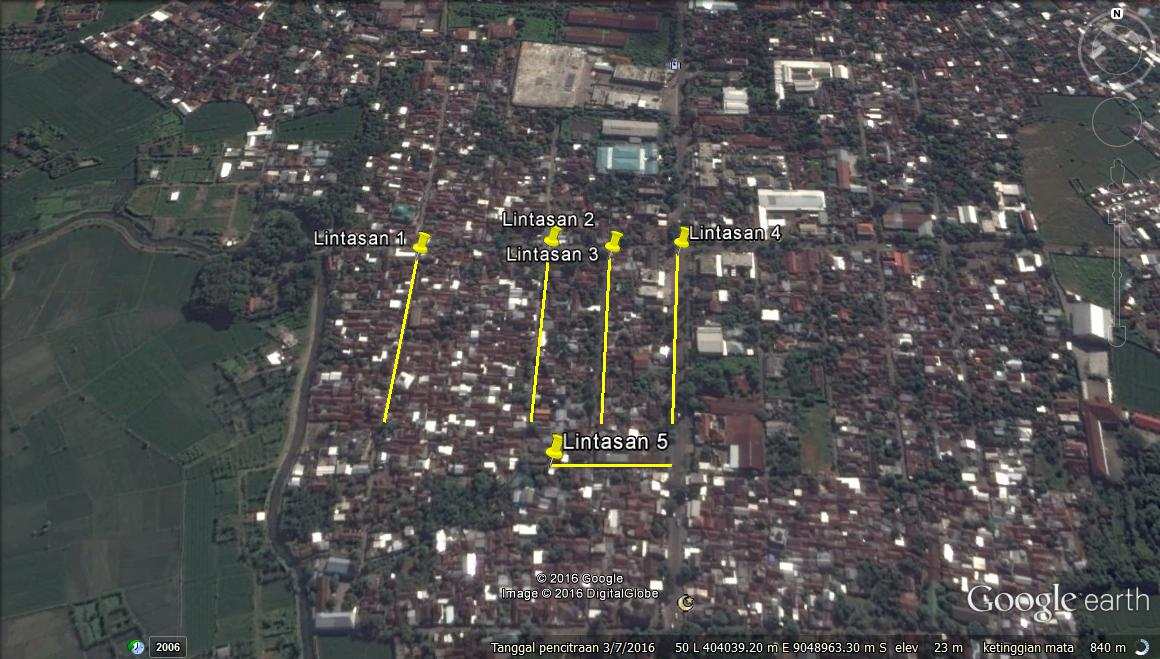 N
Lintasan 2
Lintasan 1
Lintasan 4
Lintasan 3
Lintasan 5
© 2016 Google
Image © 2016 DigitalGlobe
Google earth
2006
Tanggal pencitraan 3/7/2016 50 L 404039.20 m E 9048963.30 m S elev 23 m ketinggian mata 840 m